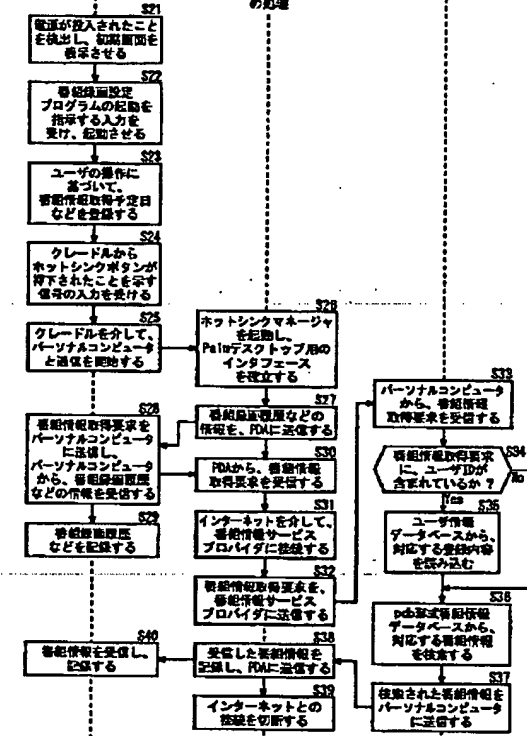 の処理
S21
電源が投入されたこと
を検出し、初期画面を
表示させる
S22
番組録画設定
プログラムの起動を
指示する入力を
受け、起動させる
S23
ユーザの操作に
基づいて、
番組情報取得予定日
などを登録する
S24
クレードルから
ホットシンクボタンが
押下されたことを示す
信号の入力を受ける
S25
クレードルを介して、
パーソナルコンピュータ
と通信を開始する
S26
ホットシンクマネージャ
を起動し、
Palmデスクトップ用の
インタフェース
を確立する
S27
番組録画履歴などの
情報を、PDAに送信する
S28
番組情報取得要求を
パーソナルコンピュータ
に送信し、
パーソナルコンピュータ
から、番組録画履歴
などの情報を受信する
S29
番組録画履歴
などを記録する
S30
PDAから、番組情報
取得要求を受信する
S31
インターネットを介して、
番組情報サービス
プロバイダに接続する
S32
番組情報取得要求を、
番組情報サービス
プロバイダに送信する
S33
パーソナルコンピュータ
から、番組情報
取得要求を受信する
S34
番組情報取得要求
に、ユーザIDが
含まれているか？
No
Yes
S35
ユーザ情報
データベースから、
対応する登録内容
を読み込む
S36
pdb形式番組情報
データベースから、
対応する番組情報
を検索する
S37
検索された番組情報を
パーソナルコンピュータ
に送信する
S38
受信した番組情報を
記録し、PDAに送信する
S39
インターネットとの
接続を切断する
S40
番組情報を受信し、
記録する